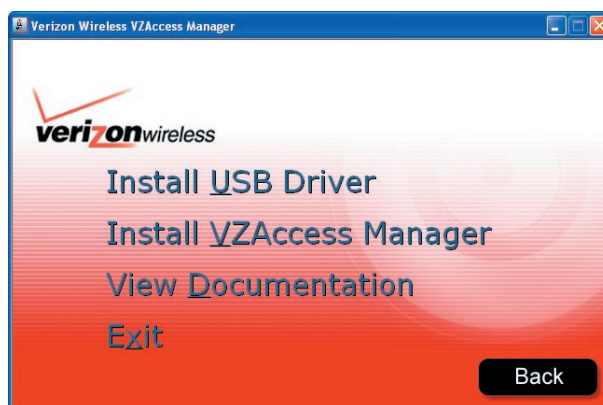 Verizon Wireless VZAccess Manager
verizonwireless
Install USB Driver
Install VZAccess Manager
View Documentation
Exit
Back